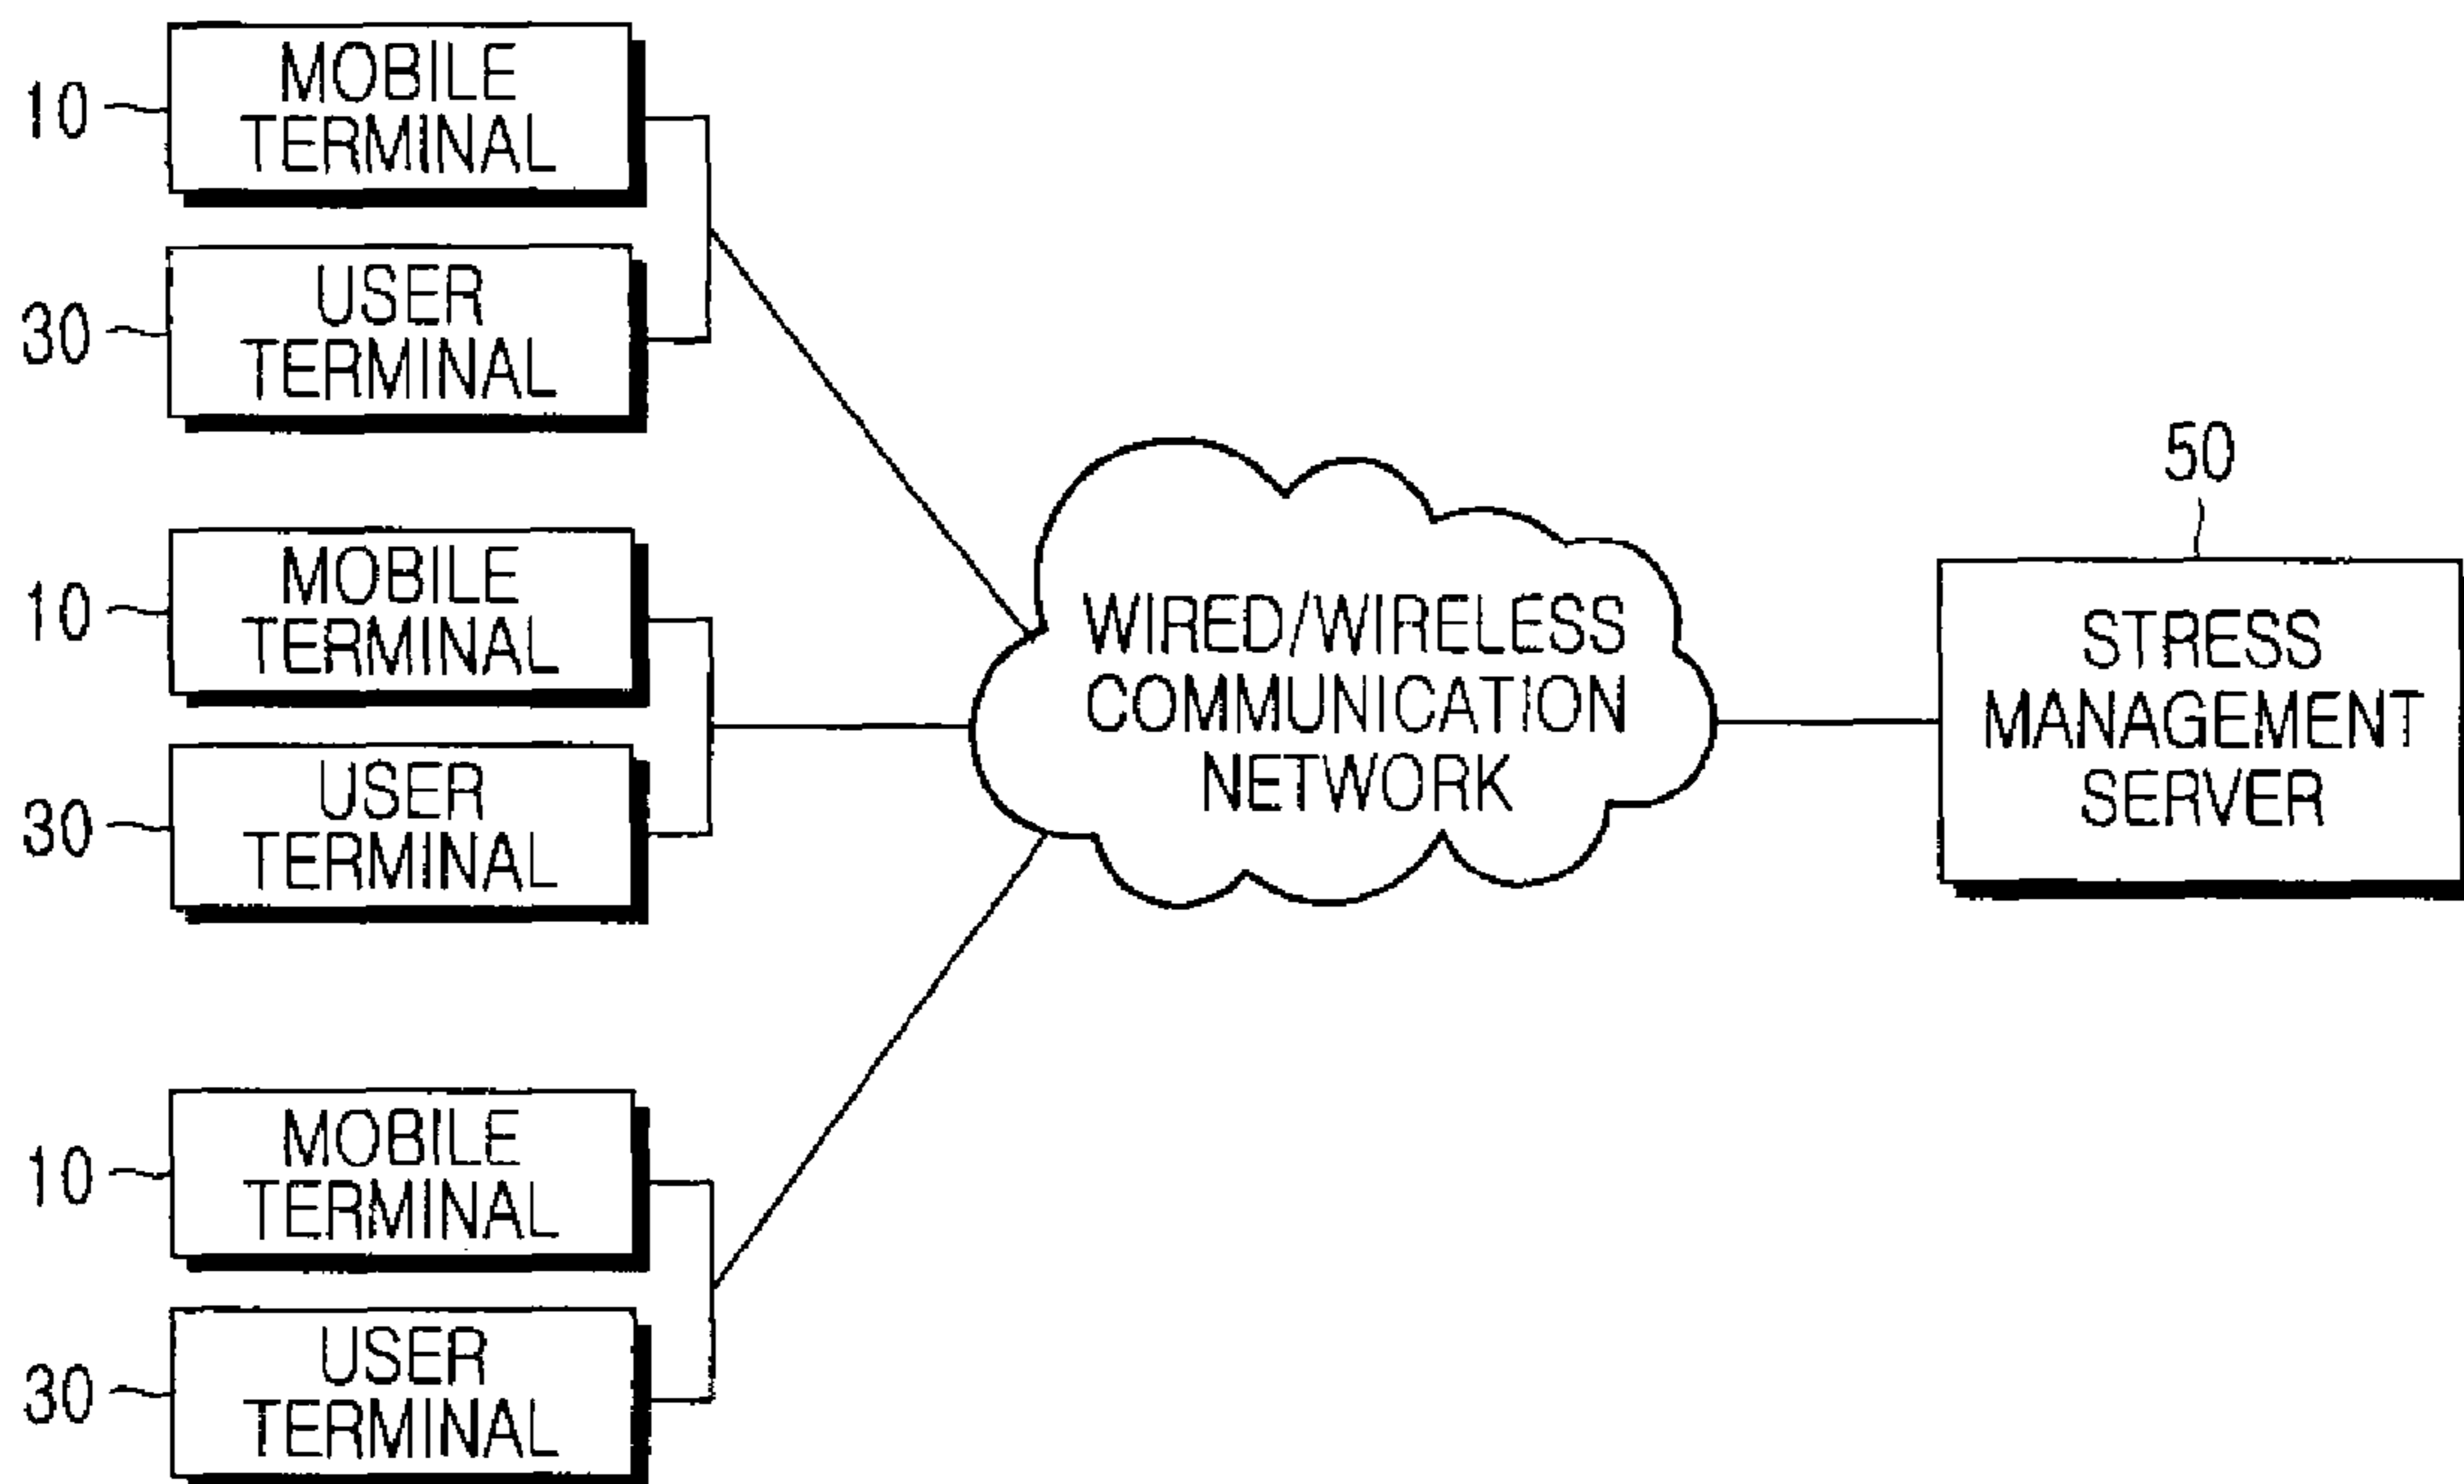 10
MOBILE
TERMINAL
30
USER
TERMINAL
10
MOBILE
TERMINAL
30
USER
TERMINAL
10
MOBILE
TERMINAL
30
USER
TERMINAL
WIRED/WIRELESS
COMMUNICATION
NETWORK
50
STRESS
MANAGEMENT
SERVER